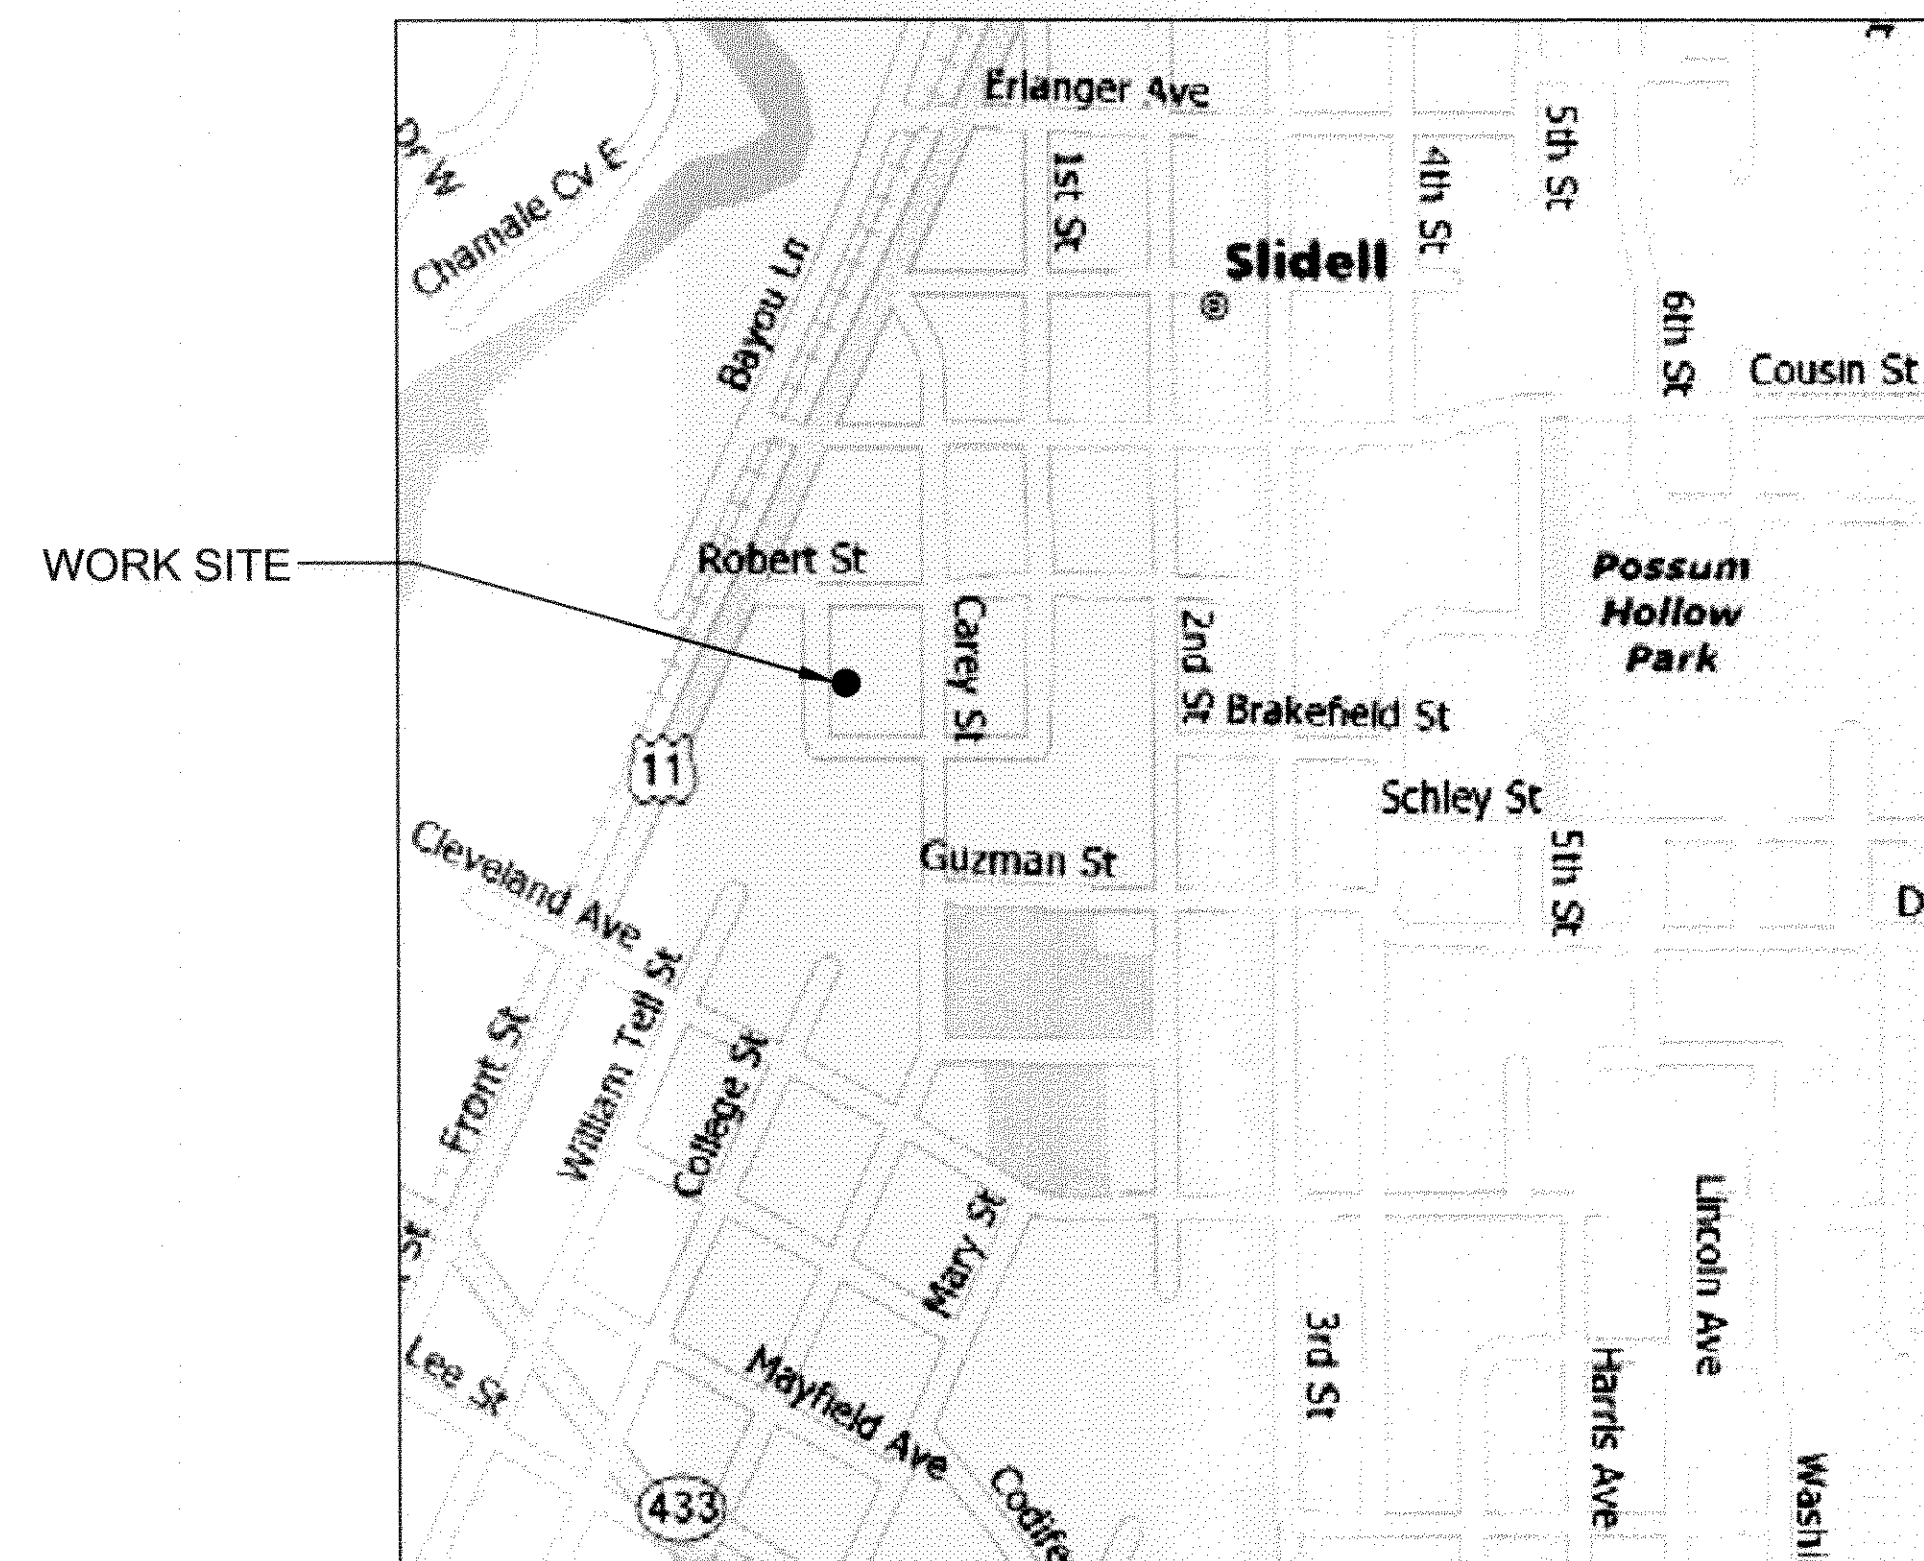 Erlanger Ave
5th St
Dr W
Chamale Cv E
1st St
4th St
Bayou Ln
Slidell
6th St
Cousin St
WORK SITE
Robert St
Possum
Hollow
Park
Carey St
2nd St
Brakefield St
11
Schley St
Cleveland Ave
Guzman St
5th St
D
William Tell St
Front St
College St
Mary St
Lincoln Ave
St
3rd St
Lee St
Mayfield Ave
Harris Ave
433
Codife
Washi